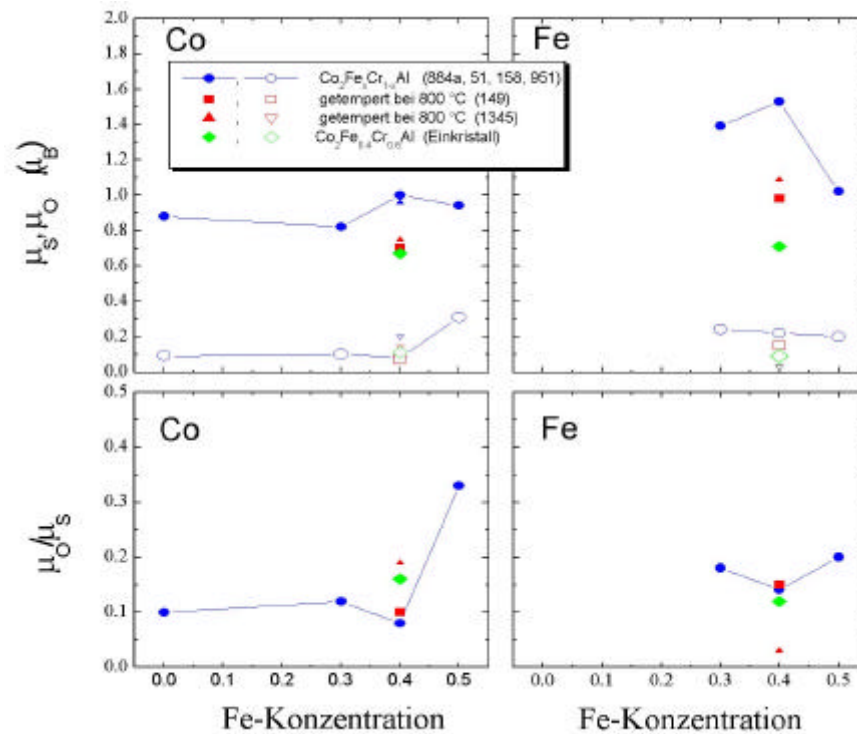 Co
Fe
Co₂FeₓCr₁₋ₓAl (884a, 51, 158, 951)
getempert bei 800 °C (149)
getempert bei 800 °C (1345)
Co₂Fe₀.₄Cr₀.₆Al (Einkristall)
μS, μO (μB)
2.0
1.8
1.6
1.4
1.2
1.0
0.8
0.6
0.4
0.2
0.0
Co
Fe
μO/μS
0.5
0.4
0.3
0.2
0.1
0.0
0.0 0.1 0.2 0.3 0.4 0.5
0.0 0.1 0.2 0.3 0.4 0.5
Fe-Konzentration
Fe-Konzentration